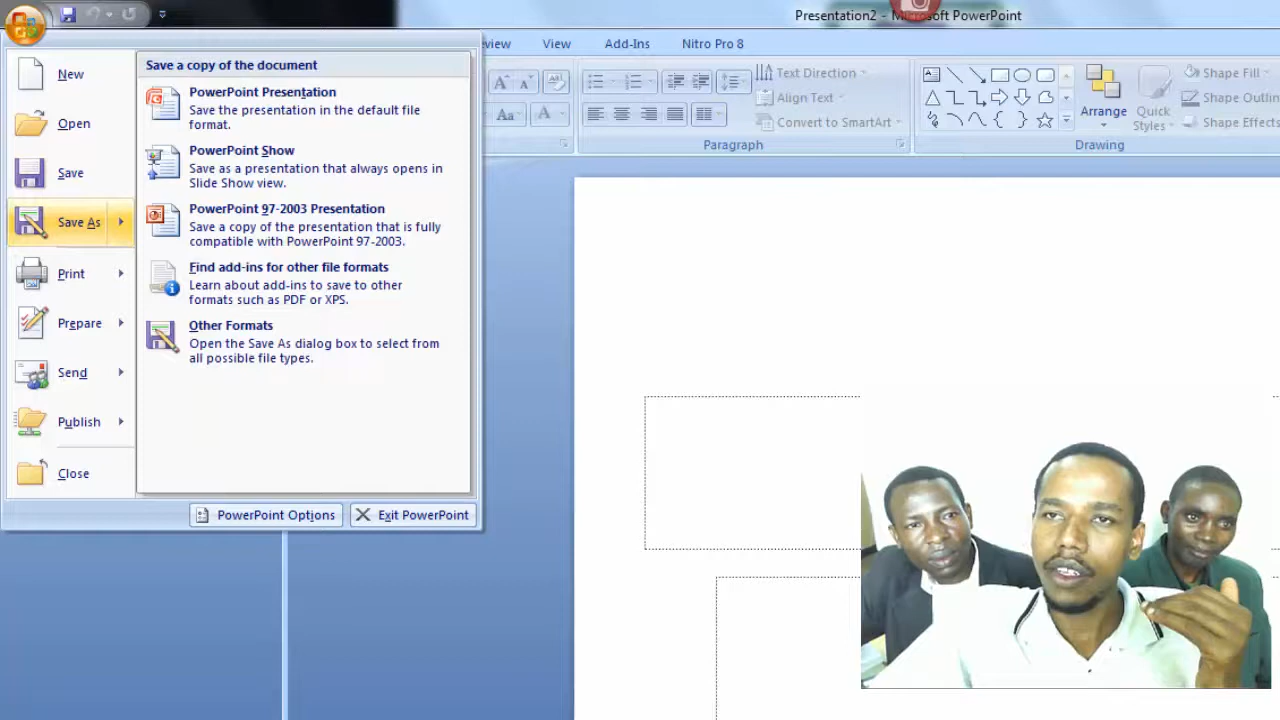 Presentation2 - Microsoft PowerPoint
View
Add-Ins
Nitro Pro 8
New
Open
Save
Save As
Print
Prepare
Send
Publish
Close
Save a copy of the document
PowerPoint Presentation
Save the presentation in the default file
format.
PowerPoint Show
Save as a presentation that always opens in
Slide Show view.
PowerPoint 97-2003 Presentation
Save a copy of the presentation that is fully
compatible with PowerPoint 97-2003.
Find add-ins for other file formats
Learn about add-ins to save to other
formats such as PDF or XPS.
Other Formats
Open the Save As dialog box to select from
all possible file types.
PowerPoint Options
Exit PowerPoint
Aa
A
Text Direction
Align Text
Convert to SmartArt
Paragraph
Arrange
Quick
Styles
Shape Fill
Shape Outlin
Shape Effects
Drawing